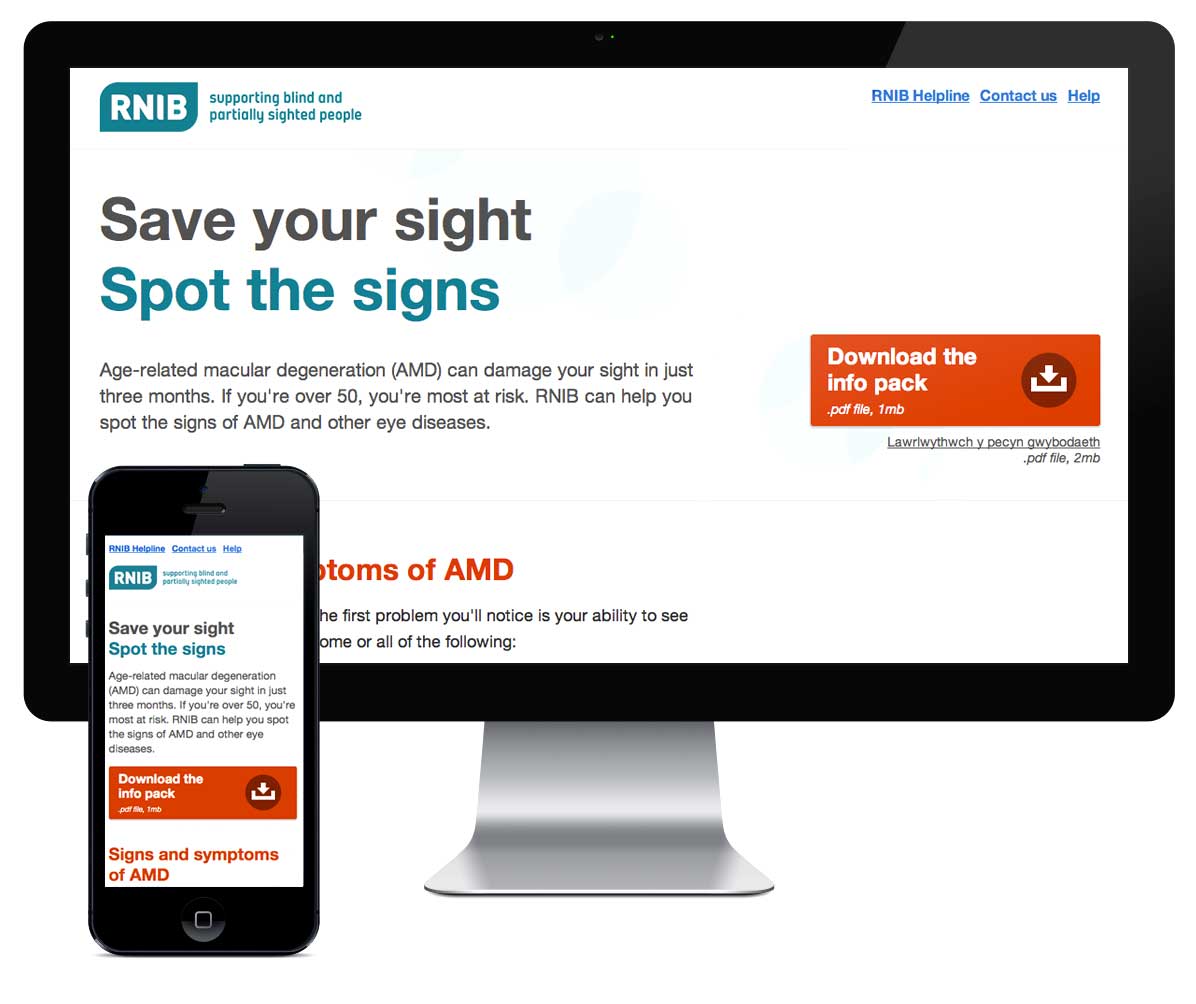 RNIB
supporting blind and
partially sighted people
RNIB Helpline Contact us Help
Save your sight
Spot the signs
Age-related macular degeneration (AMD) can damage your sight in just
three months. If you're over 50, you're most at risk. RNIB can help you
spot the signs of AMD and other eye diseases.
Download the
info pack
.pdf file, 1mb
Lawrlwythwch y pecyn gwybodaeth
.pdf file, 2mb
ptoms of AMD
he first problem you'll notice is your ability to see
ome or all of the following:
RNIB Helpline Contact us Help
RNIB
supporting blind and
partially sighted people
Save your sight
Spot the signs
Age-related macular degeneration
(AMD) can damage your sight in just
three months. If you're over 50, you're
most at risk. RNIB can help you spot
the signs of AMD and other eye
diseases.
Download the
info pack
.pdf file, 1mb
Signs and symptoms
of AMD